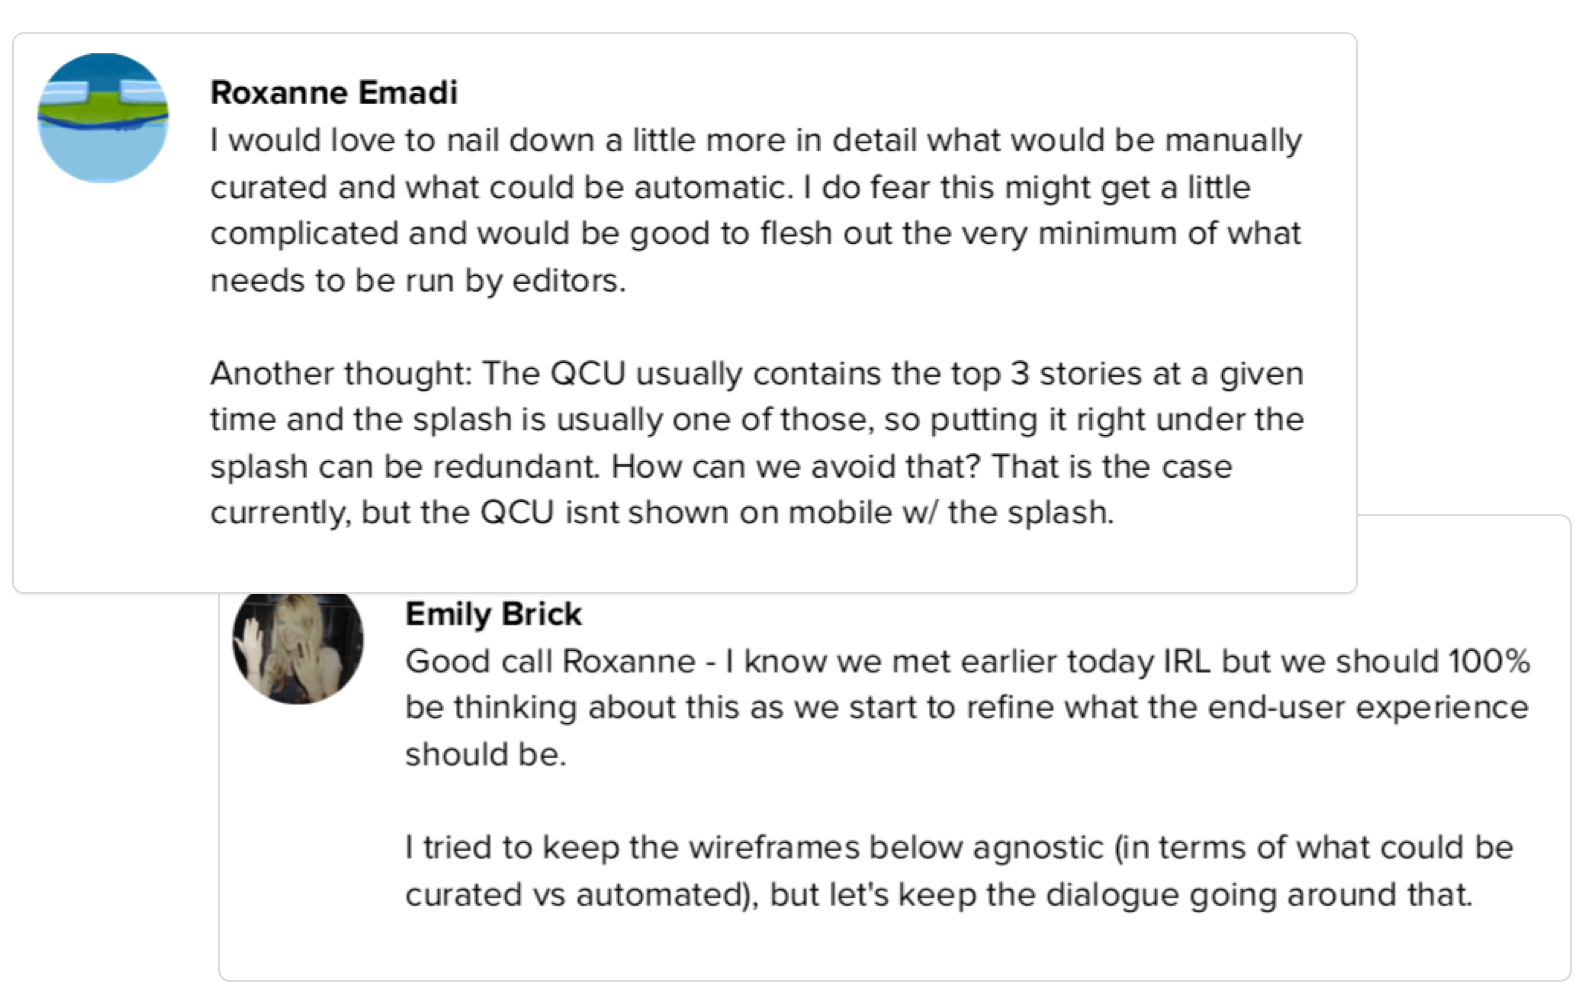 Roxanne Emadi
I would love to nail down a little more in detail what would be manually
curated and what could be automatic. I do fear this might get a little
complicated and would be good to flesh out the very minimum of what
needs to be run by editors.
Another thought: The QCU usually contains the top 3 stories at a given
time and the splash is usually one of those, so putting it right under the
splash can be redundant. How can we avoid that? That is the case
currently, but the QCU isnt shown on mobile w/ the splash.
Emily Brick
Good call Roxanne - I know we met earlier today IRL but we should 100%
be thinking about this as we start to refine what the end-user experience
should be.
I tried to keep the wireframes below agnostic (in terms of what could be
curated vs automated), but let's keep the dialogue going around that.